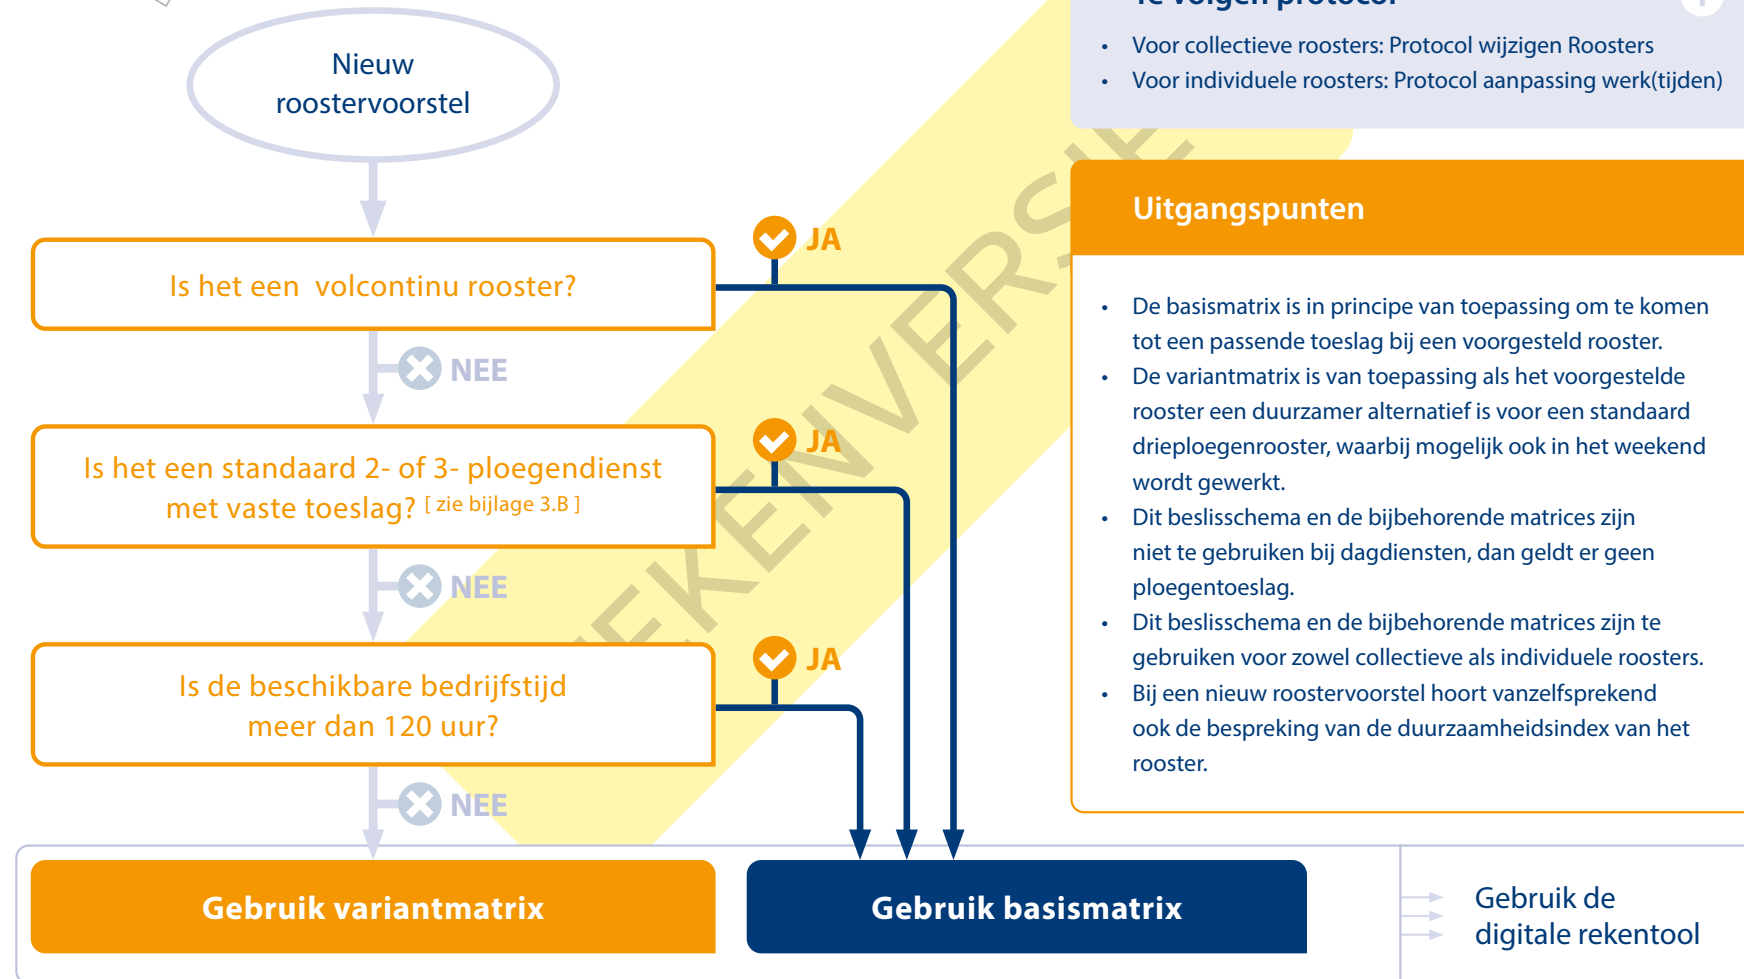 Nieuw
roostervoorstel
Is het een volcontinu rooster?
JA
NEE
Is het een standaard 2- of 3- ploegendienst
met vaste toeslag? [ zie bijlage 3.B ]
JA
NEE
Is de beschikbare bedrijfstijd
meer dan 120 uur?
JA
NEE
Gebruik variantmatrix
Gebruik basismatrix
Gebruik de
digitale rekentool
Te volgen protocol
• Voor collectieve roosters: Protocol wijzigen Roosters
• Voor individuele roosters: Protocol aanpassing werk(tijden)
Uitgangspunten
• De basismatrix is in principe van toepassing om te komen
tot een passende toeslag bij een voorgesteld rooster.
• De variantmatrix is van toepassing als het voorgestelde
rooster een duurzamer alternatief is voor een standaard
drieploegenrooster, waarbij mogelijk ook in het weekend
wordt gewerkt.
• Dit beslisschema en de bijbehorende matrices zijn
niet te gebruiken bij dagdiensten, dan geldt er geen
ploegentoeslag.
• Dit beslisschema en de bijbehorende matrices zijn te
gebruiken voor zowel collectieve als individuele roosters.
• Bij een nieuw roostervoorstel hoort vanzelfsprekend
ook de bespreking van de duurzaamheidsindex van het
rooster.